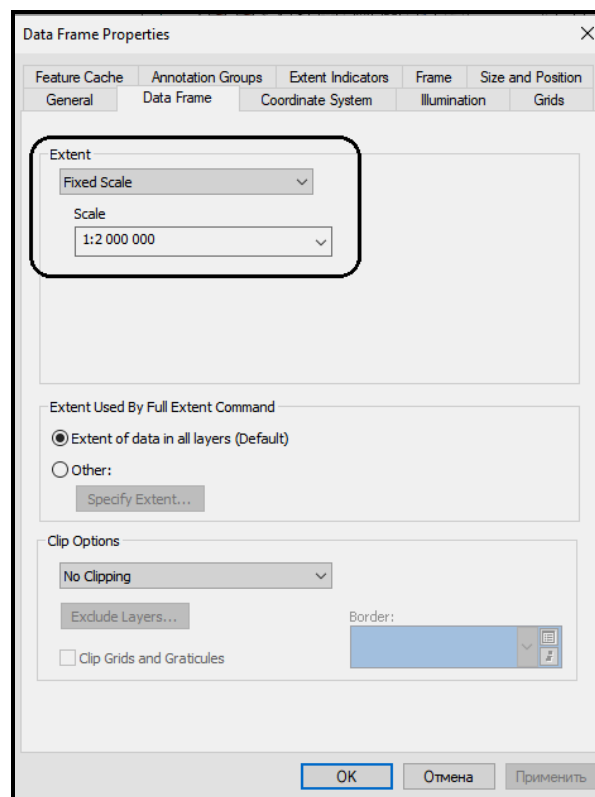 Data Frame Properties
Feature Cache Annotation Groups Extent Indicators Frame Size and Position
General Data Frame Coordinate System Illumination Grids
Extent
Fixed Scale
Scale
1:2 000 000
Extent Used By Full Extent Command
Extent of data in all layers (Default)
Other:
Specify Extent...
Clip Options
No Clipping
Exclude Layers...
Border:
Clip Grids and Graticules
OK Отмена Применить